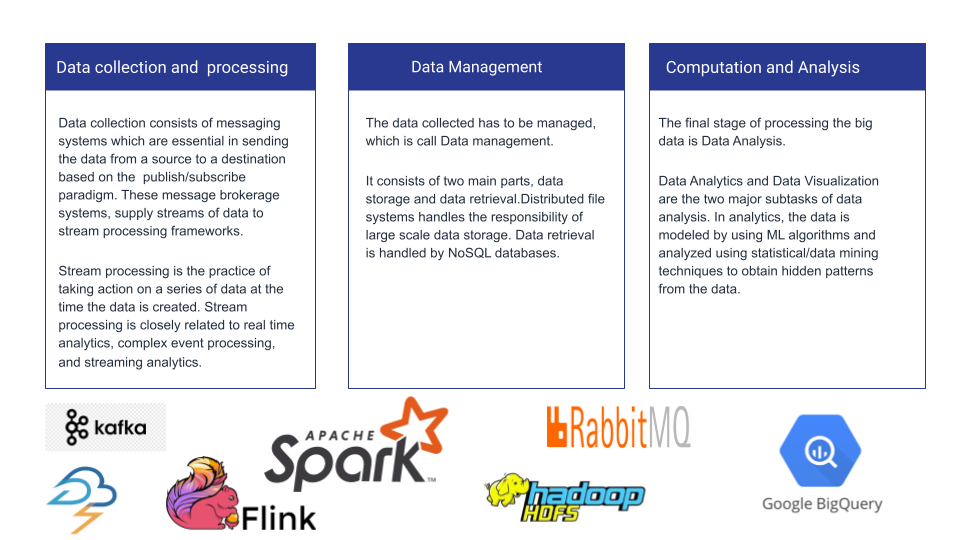 Data collection and  processing
Data collection consists of messaging
systems which are essential in sending
the data from a source to a destination
based on the  publish/subscribe
paradigm. These message brokerage
systems, supply streams of data to
stream processing frameworks.
Stream processing is the practice of
taking action on a series of data at the
time the data is created. Stream
processing is closely related to real time
analytics, complex event processing,
and streaming analytics.
Data Management
The data collected has to be managed,
which is call Data management.
It consists of two main parts, data
storage and data retrieval.Distributed file
systems handles the responsibility of
large scale data storage. Data retrieval
is handled by NoSQL databases.
Computation and Analysis
The final stage of processing the big
data is Data Analysis.
Data Analytics and Data Visualization
are the two major subtasks of data
analysis. In analytics, the data is
modeled by using ML algorithms and
analyzed using statistical/data mining
techniques to obtain hidden patterns
from the data.
kafka
APACHE
Spark™
RabbitMQ
Flink
hadoop
HDFS
Google BigQuery